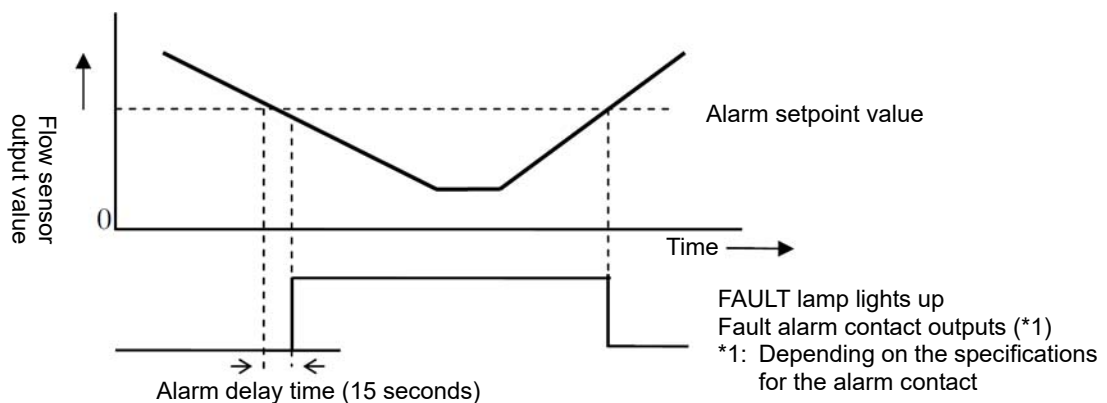 Flow sensor
output value
0
Alarm setpoint value
Time
FAULT lamp lights up
Fault alarm contact outputs (*1)
*1: Depending on the specifications
for the alarm contact
Alarm delay time (15 seconds)